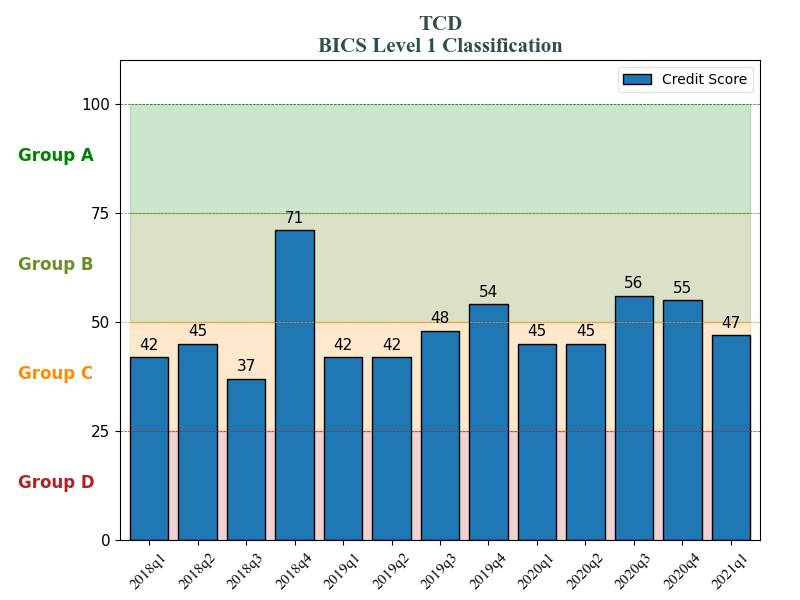 TCD
BICS Level 1 Classification
Credit Score
100
Group A
75
71
Group B
56
55
54
50
48
47
45
45
45
42
42
42
Group C
37
25
Group D
0
2018q1
2018q2
2018q3
2018q4
2019q1
2019q2
2019q3
2019q4
2020q1
2020q2
2020q3
2020q4
2021q1